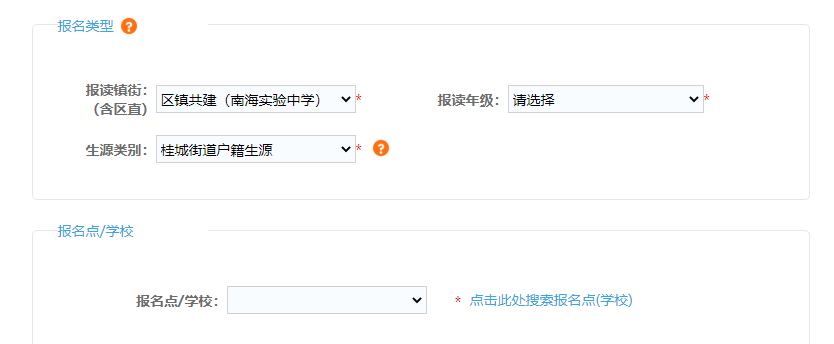 报名类型 ?
报读镇街:
(含区直)
区镇共建（南海实验中学）
*
报读年级:
请选择
*
生源类别:
桂城街道户籍生源
* ?
报名点/学校
报名点/学校:
* 点击此处搜索报名点(学校)